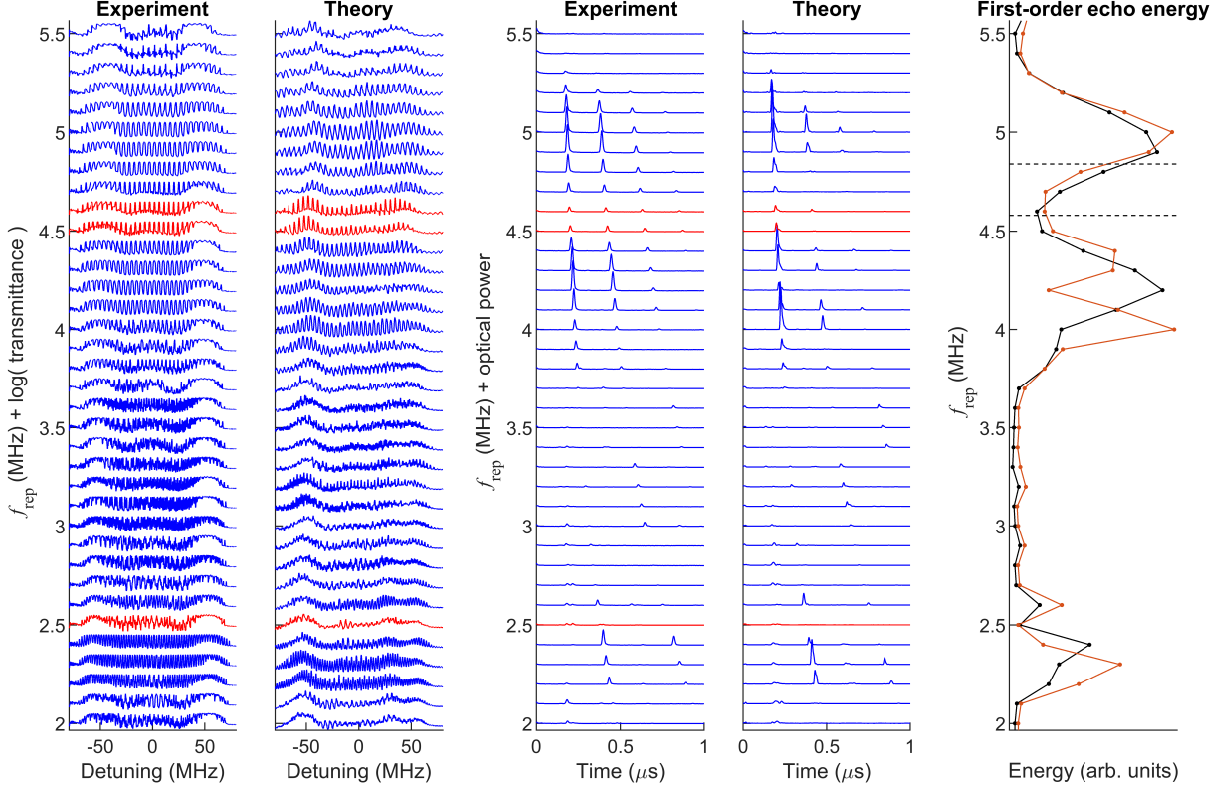 Experiment
Theory
Experiment
Theory
First-order echo energy
f_rep (MHz) + log( transmittance )
5.5
5
4.5
4
3.5
3
2.5
2
-50
0
50
Detuning (MHz)
-50
0
50
Detuning (MHz)
f_rep (MHz) + optical power
5.5
5
4.5
4
3.5
3
2.5
2
0
0.5
1
Time (μs)
0
0.5
1
Time (μs)
f_rep (MHz)
5.5
5
4.5
4
3.5
3
2.5
2
Energy (arb. units)